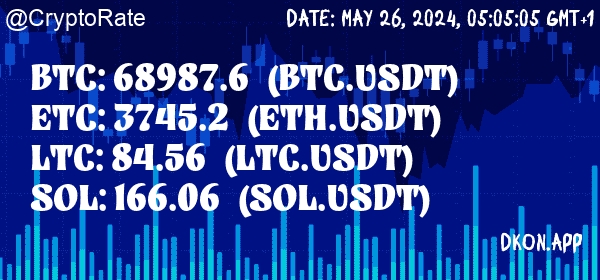 @CryptoRate
DATE: MAY 26, 2024, 05:05:05 GMT+1
BTC: 68987.6 (BTC.USDT)
ETC: 3745.2 (ETH.USDT)
LTC: 84.56 (LTC.USDT)
SOL: 166.06 (SOL.USDT)
DKON.APP